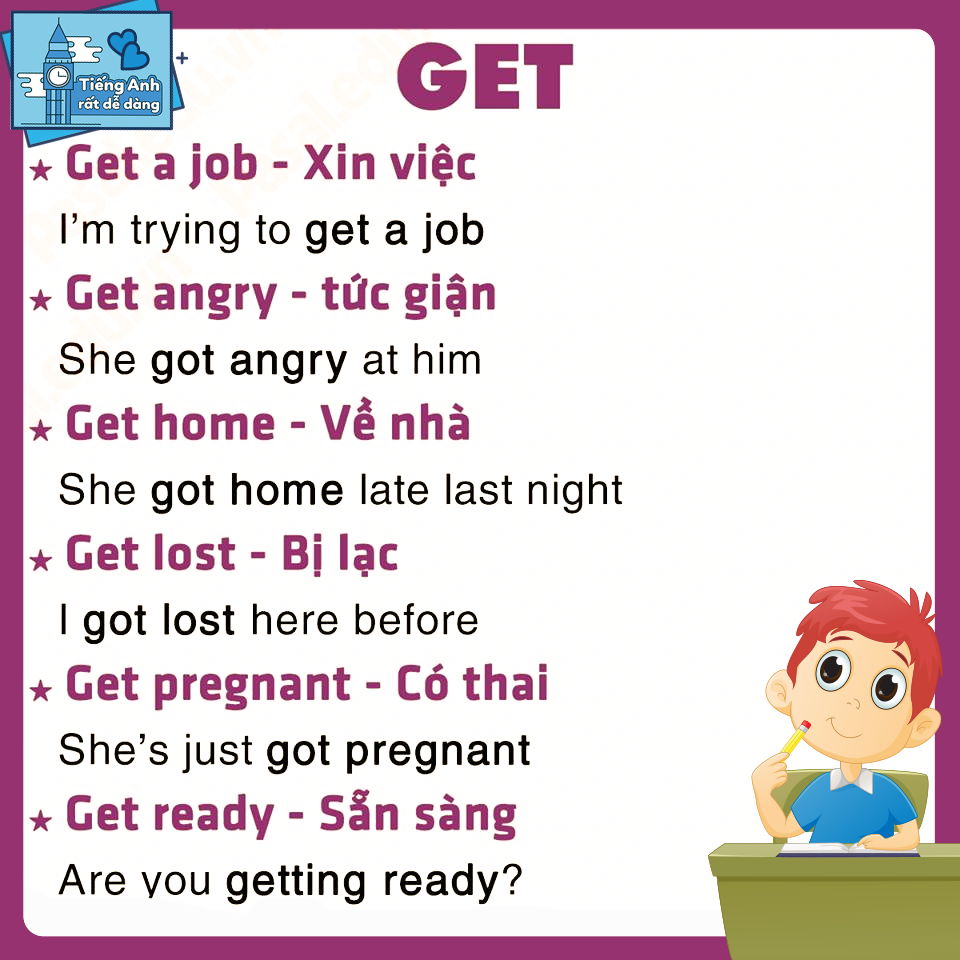 Tiếng Anh
rất dễ dàng
GET
★ Get a job - Xin việc
I’m trying to get a job
★ Get angry - tức giận
She got angry at him
★ Get home - Về nhà
She got home late last night
★ Get lost - Bị lạc
I got lost here before
★ Get pregnant - Có thai
She’s just got pregnant
★ Get ready - Sẵn sàng
Are you getting ready?